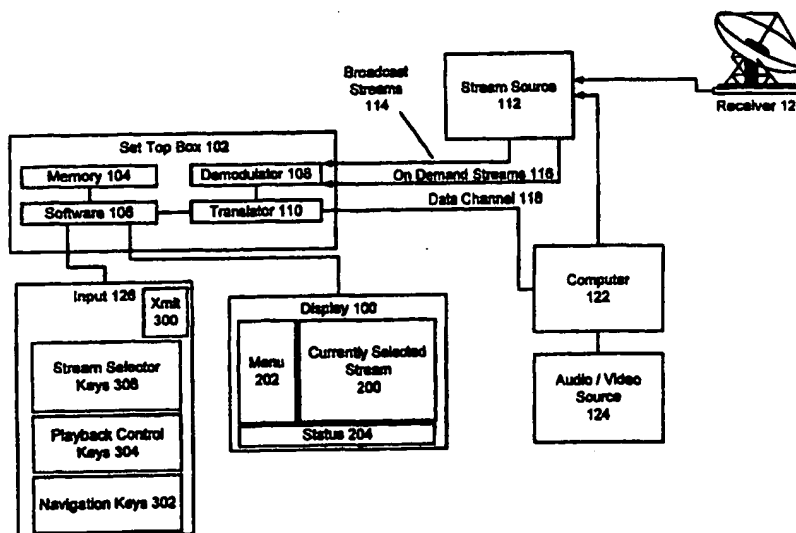 Broadcast
Streams
114
Stream Source
112
Receiver 12
Set Top Box 102
Memory 104
Demodulator 108
On Demand Streams 116
Software 106
Translator 110
Data Channel 118
Computer
122
Input 126
Xmit
300
Display 100
Menu
202
Currently Selected
Stream
200
Stream Selector
Keys 306
Audio / Video
Source
124
Status 204
Playback Control
Keys 304
Navigation Keys 302